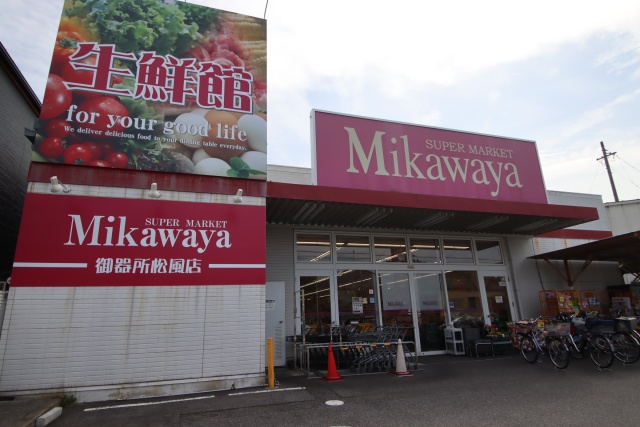 生鮮館
for your good life
We deliver delicious food to your dining table everyday.
SUPER MARKET
Mikawaya
御器所松風店
SUPER MARKET
Mikawaya